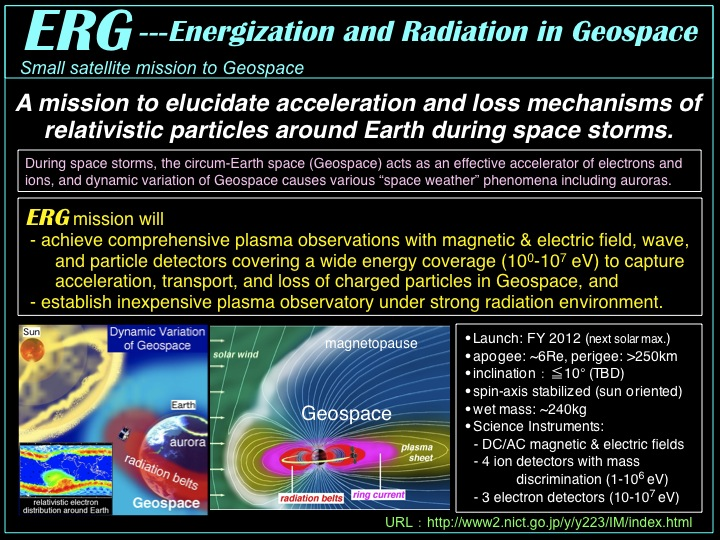 ERG ---Energization and Radiation in Geospace
Small satellite mission to Geospace
A mission to elucidate acceleration and loss mechanisms of
relativistic particles around Earth during space storms.
During space storms, the circum-Earth space (Geospace) acts as an effective accelerator of electrons and
ions, and dynamic variation of Geospace causes various “space weather” phenomena including auroras.
ERG mission will
- achieve comprehensive plasma observations with magnetic & electric field, wave,
and particle detectors covering a wide energy coverage (10⁰-10⁷ eV) to capture
acceleration, transport, and loss of charged particles in Geospace, and
- establish inexpensive plasma observatory under strong radiation environment.
Sun
Dynamic Variation
of Geospace
Earth
aurora
radiation belts
Geospace
relativistic electron
distribution around Earth
solar wind
magnetopause
Geospace
plasma
sheet
radiation belts
ring current
•Launch: FY 2012 (next solar max.)
•apogee: ~6Re, perigee: >250km
•inclination：≦10° (TBD)
•spin-axis stabilized (sun oriented)
•wet mass: ~240kg
•Science Instruments:
- DC/AC magnetic & electric fields
- 4 ion detectors with mass
discrimination (1-10⁶ eV)
- 3 electron detectors (10-10⁷ eV)
URL：http://www2.nict.go.jp/y/y223/IM/index.html